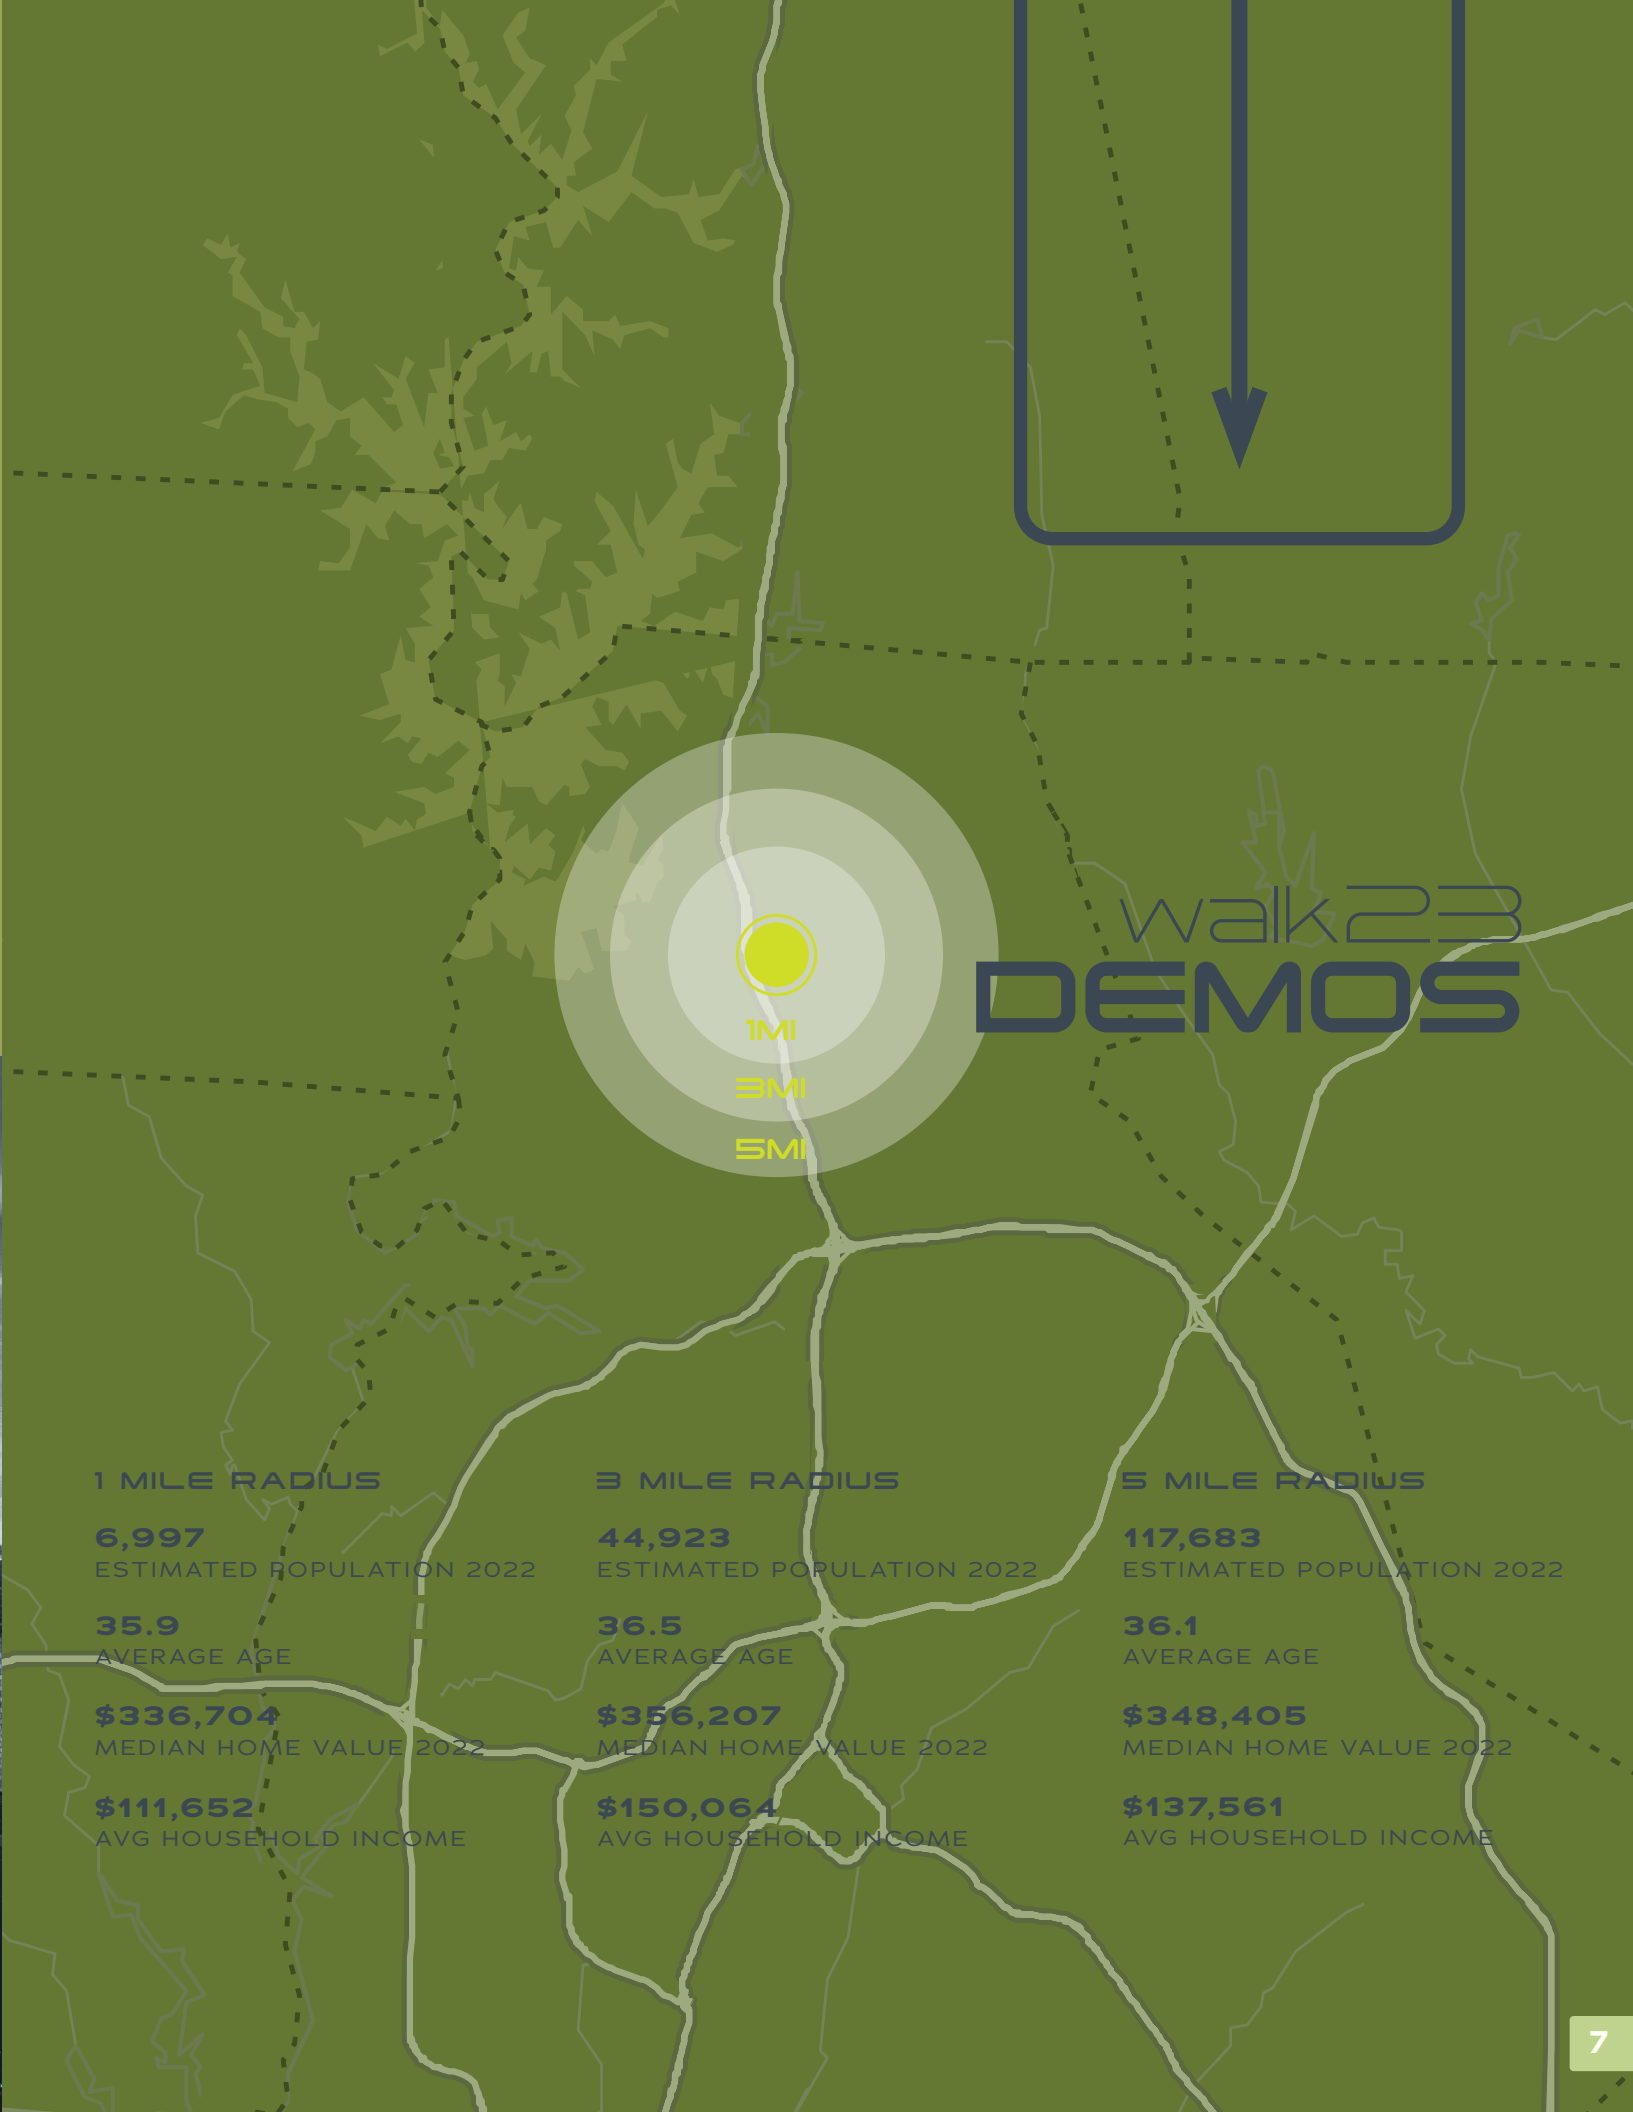 walk23
DEMOS
1MI
3MI
5MI
1 MILE RADIUS
6,997
ESTIMATED POPULATION 2022
35.9
AVERAGE AGE
$336,704
MEDIAN HOME VALUE 2022
$111,652
AVG HOUSEHOLD INCOME
3 MILE RADIUS
44,923
ESTIMATED POPULATION 2022
36.5
AVERAGE AGE
$356,207
MEDIAN HOME VALUE 2022
$150,064
AVG HOUSEHOLD INCOME
5 MILE RADIUS
117,683
ESTIMATED POPULATION 2022
36.1
AVERAGE AGE
$348,405
MEDIAN HOME VALUE 2022
$137,561
AVG HOUSEHOLD INCOME
7